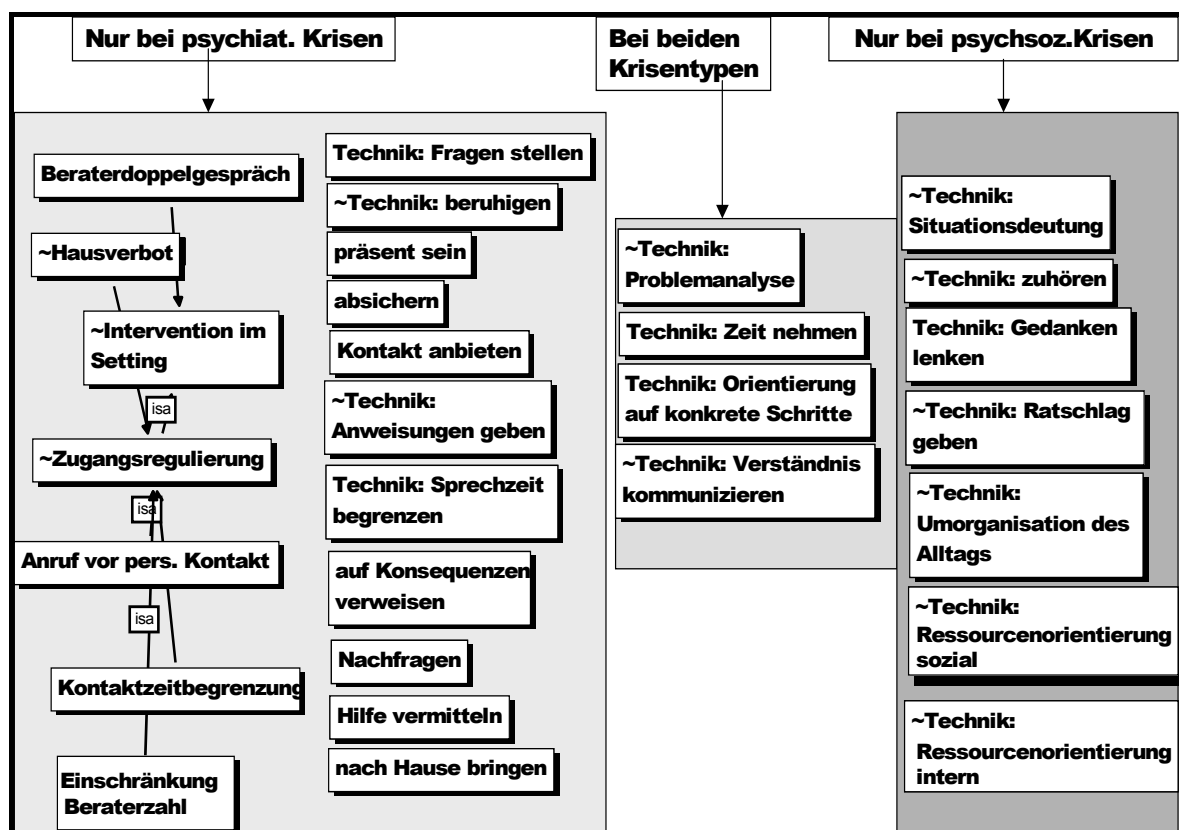 Nur bei psychiat. Krisen
Bei beiden
Krisentypen
Nur bei psychsoz.Krisen
Beraterdoppelgespräch
~Hausverbot
~Intervention im
Setting
isa
~Zugangsregulierung
isa
Anruf vor pers. Kontakt
isa
Kontaktzeitbegrenzung
Einschränkung
Beraterzahl
Technik: Fragen stellen
~Technik: beruhigen
präsent sein
absichern
Kontakt anbieten
~Technik:
Anweisungen geben
Technik: Sprechzeit
begrenzen
auf Konsequenzen
verweisen
Nachfragen
Hilfe vermitteln
nach Hause bringen
~Technik:
Problemanalyse
Technik: Zeit nehmen
Technik: Orientierung
auf konkrete Schritte
~Technik: Verständnis
kommunizieren
~Technik:
Situationsdeutung
~Technik: zuhören
Technik: Gedanken
lenken
~Technik: Ratschlag
geben
~Technik:
Umorganisation des
Alltags
~Technik:
Ressourcenorientierung
sozial
~Technik:
Ressourcenorientierung
intern